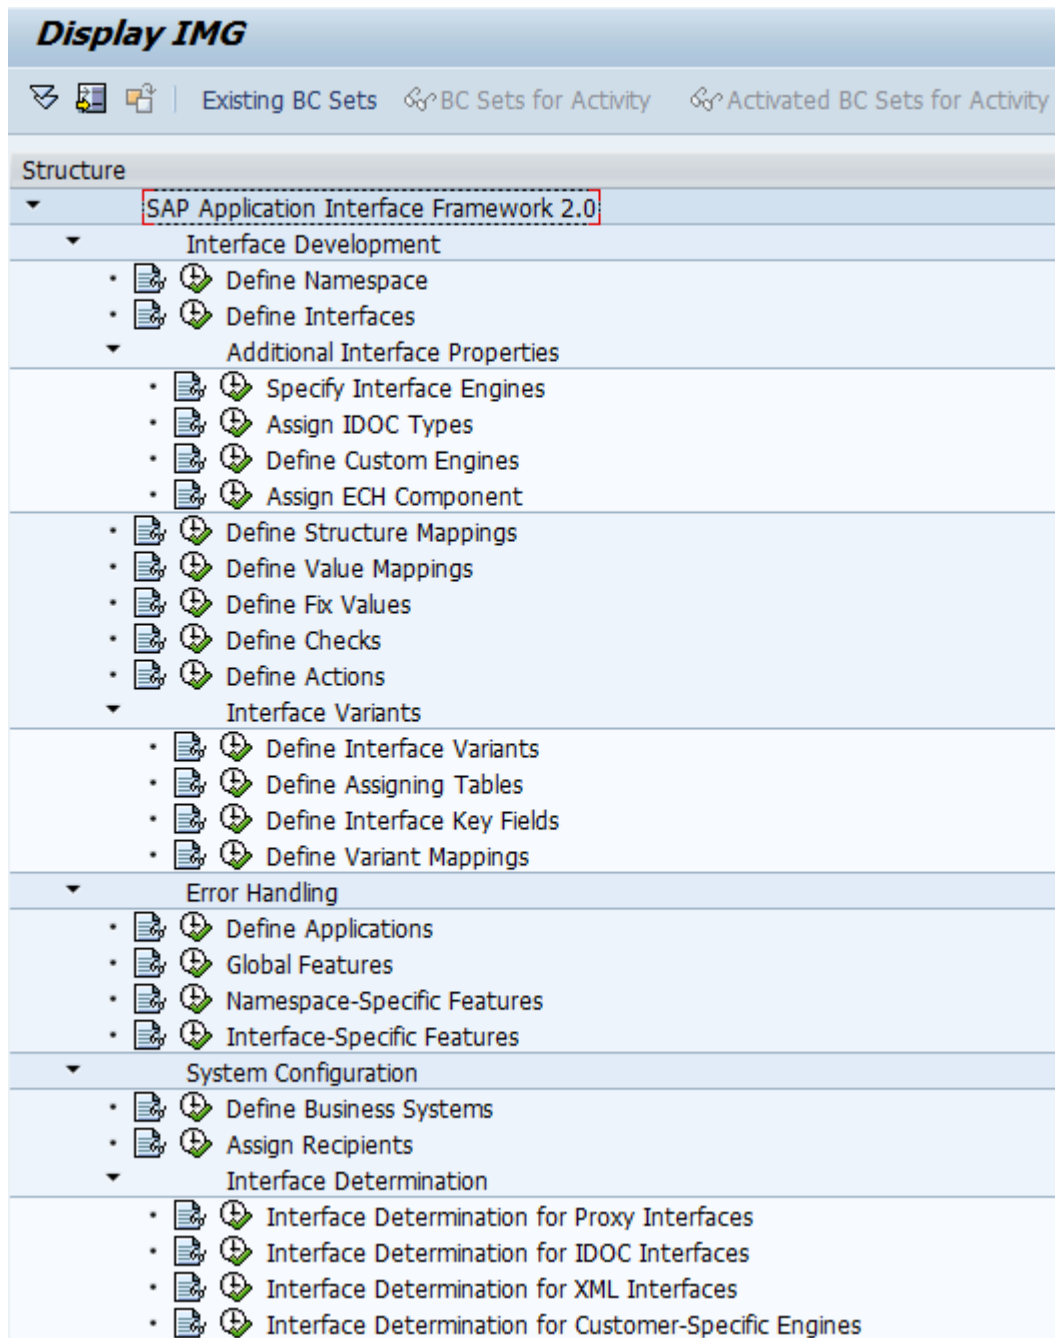 Display IMG
Existing BC Sets BC Sets for Activity Activated BC Sets for Activity
Structure
SAP Application Interface Framework 2.0
Interface Development
Define Namespace
Define Interfaces
Additional Interface Properties
Specify Interface Engines
Assign IDOC Types
Define Custom Engines
Assign ECH Component
Define Structure Mappings
Define Value Mappings
Define Fix Values
Define Checks
Define Actions
Interface Variants
Define Interface Variants
Define Assigning Tables
Define Interface Key Fields
Define Variant Mappings
Error Handling
Define Applications
Global Features
Namespace-Specific Features
Interface-Specific Features
System Configuration
Define Business Systems
Assign Recipients
Interface Determination
Interface Determination for Proxy Interfaces
Interface Determination for IDOC Interfaces
Interface Determination for XML Interfaces
Interface Determination for Customer-Specific Engines